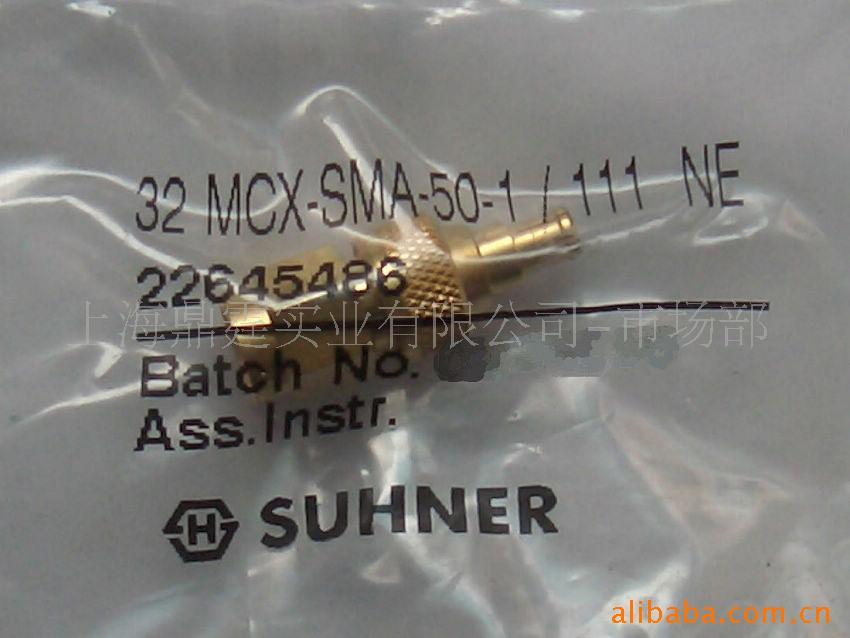 32 MCX-SMA-50-1 / 111 NE
22645486
上海鼎霆实业有限公司-市场部
Batch No.
Ass.Instr.
H SUHNER
alibaba.com.cn